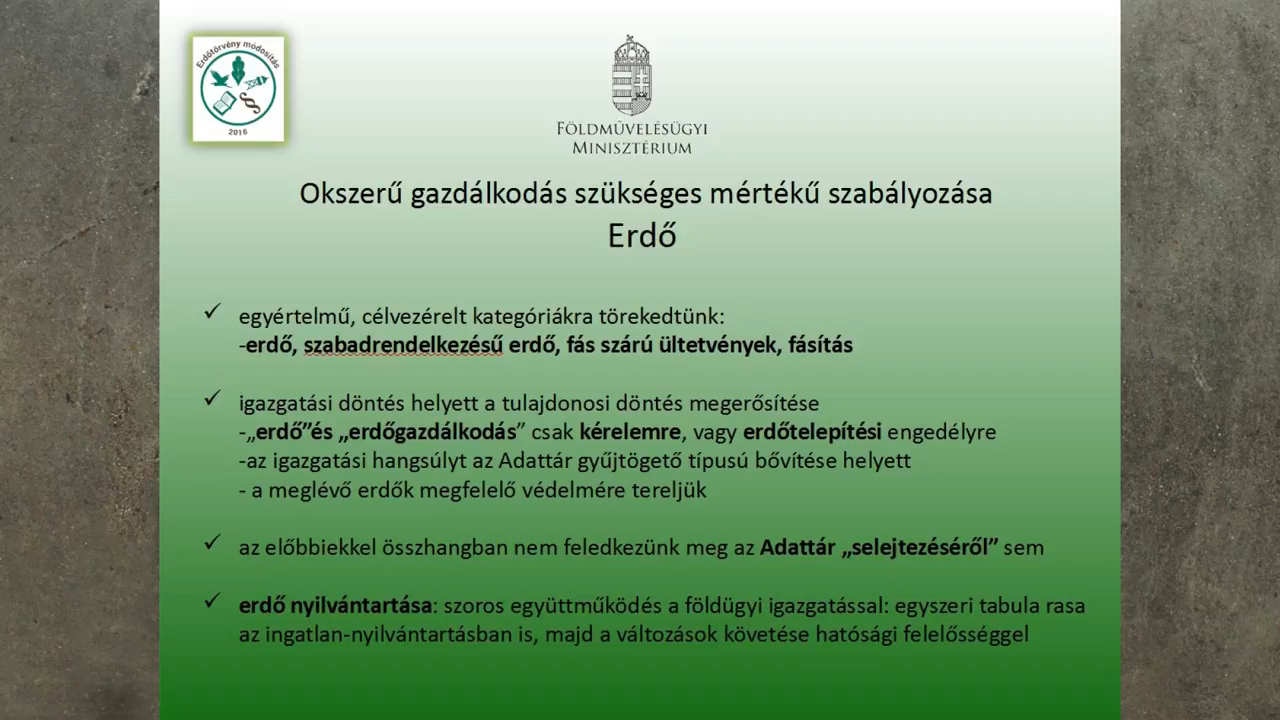 Erdőtörvény módosítás
2016
FÖLDMŰVELÉSÜGYI
MINISZTÉRIUM
Okszerű gazdálkodás szükséges mértékű szabályozása
Erdő
✓ egyértelmű, célvezérelt kategóriákra törekedtünk:
-erdő, szabadrendelkezésű erdő, fás szárú ültetvények, fásítás
✓ igazgatási döntés helyett a tulajdonosi döntés megerősítése
-„erdő”és „erdőgazdálkodás” csak kérelemre, vagy erdőtelepítési engedélyre
-az igazgatási hangsúlyt az Adattár gyűjtögető típusú bővítése helyett
- a meglévő erdők megfelelő védelmére tereljük
✓ az előbbiekkel összhangban nem feledkezünk meg az Adattár „selejtezéséről” sem
✓ erdő nyilvántartása: szoros együttműködés a földügyi igazgatással: egyszeri tabula rasa
az ingatlan-nyilvántartásban is, majd a változások követése hatósági felelősséggel